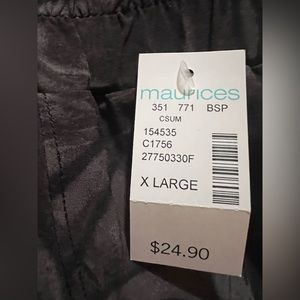 maurices
351 771 BSP
CSUM
154535
C1756
27750330F
X LARGE
$24.90